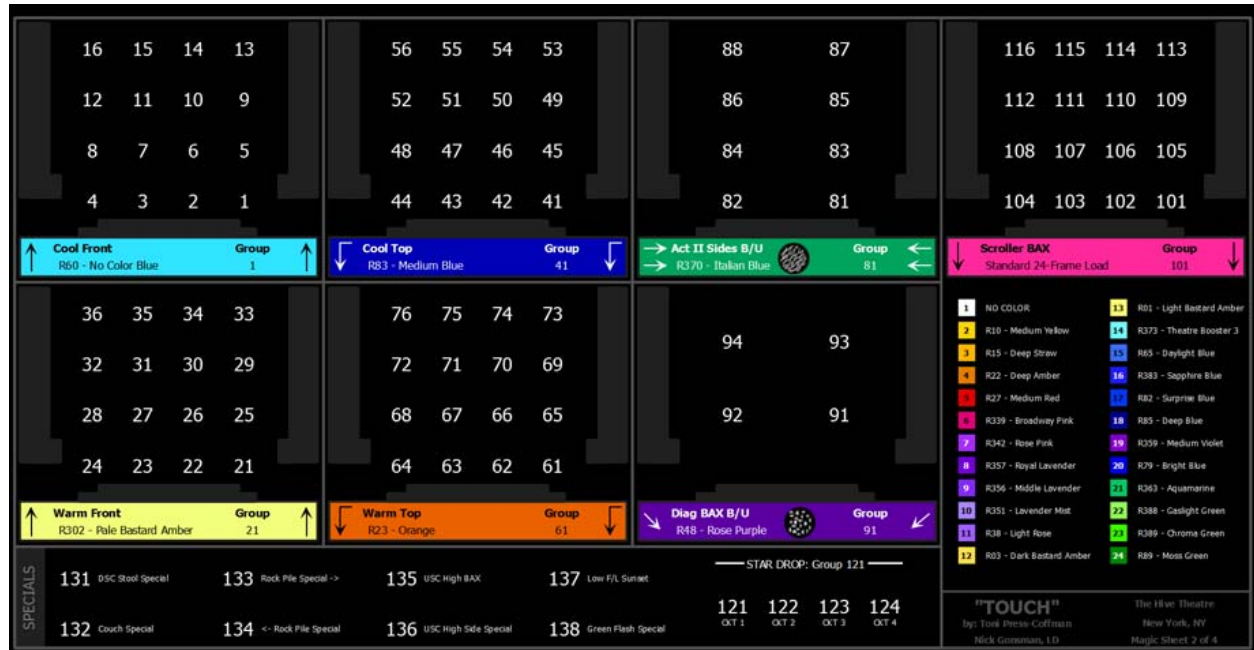 16 15 14 13
12 11 10 9
8 7 6 5
4 3 2 1
Cool Front Group
R60 - No Color Blue 1
56 55 54 53
52 51 50 49
48 47 46 45
44 43 42 41
Cool Top Group
R83 - Medium Blue 41
88 87
86 85
84 83
82 81
Act II Sides B/U Group
R370 - Italian Blue 81
116 115 114 113
112 111 110 109
108 107 106 105
104 103 102 101
Scroller BAX Group
Standard 24-Frame Load 101
36 35 34 33
32 31 30 29
28 27 26 25
24 23 22 21
Warm Front Group
R302 - Pale Bastard Amber 21
76 75 74 73
72 71 70 69
68 67 66 65
64 63 62 61
Warm Top Group
R23 - Orange 61
94 93
92 91
Diag BAX B/U Group
R48 - Rose Purple 91
1 NO COLOR
2 R10 - Medium Yellow
3 R15 - Deep Straw
4 R22 - Deep Amber
5 R27 - Medium Red
6 R339 - Broadway Pink
7 R342 - Rose Pink
8 R357 - Royal Lavender
9 R356 - Middle Lavender
10 R351 - Lavender Mist
11 R38 - Light Rose
12 R03 - Dark Bastard Amber
13 R01 - Light Bastard Amber
14 R373 - Theatre Booster 3
15 R65 - Daylight Blue
16 R383 - Sapphire Blue
17 R82 - Surprise Blue
18 R85 - Deep Blue
19 R359 - Medium Violet
20 R79 - Bright Blue
21 R363 - Aquamarine
22 R388 - Gaslight Green
23 R389 - Chroma Green
24 R89 - Moss Green
SPECIALS
131 DSC Stool Special
133 Rock Pile Special ->
135 USC High BAX
137 Low F/L Sunset
132 Couch Special
134 <- Rock Pile Special
136 USC High Side Special
138 Green Flash Special
STAR DROP: Group 121
121 122 123 124
CKT 1 CKT 2 CKT 3 CKT 4
"TOUCH"
by: Toni Press-Coffman
Nick Gonsman, LD
The Hive Theatre
New York, NY
Magic Sheet 2 of 4